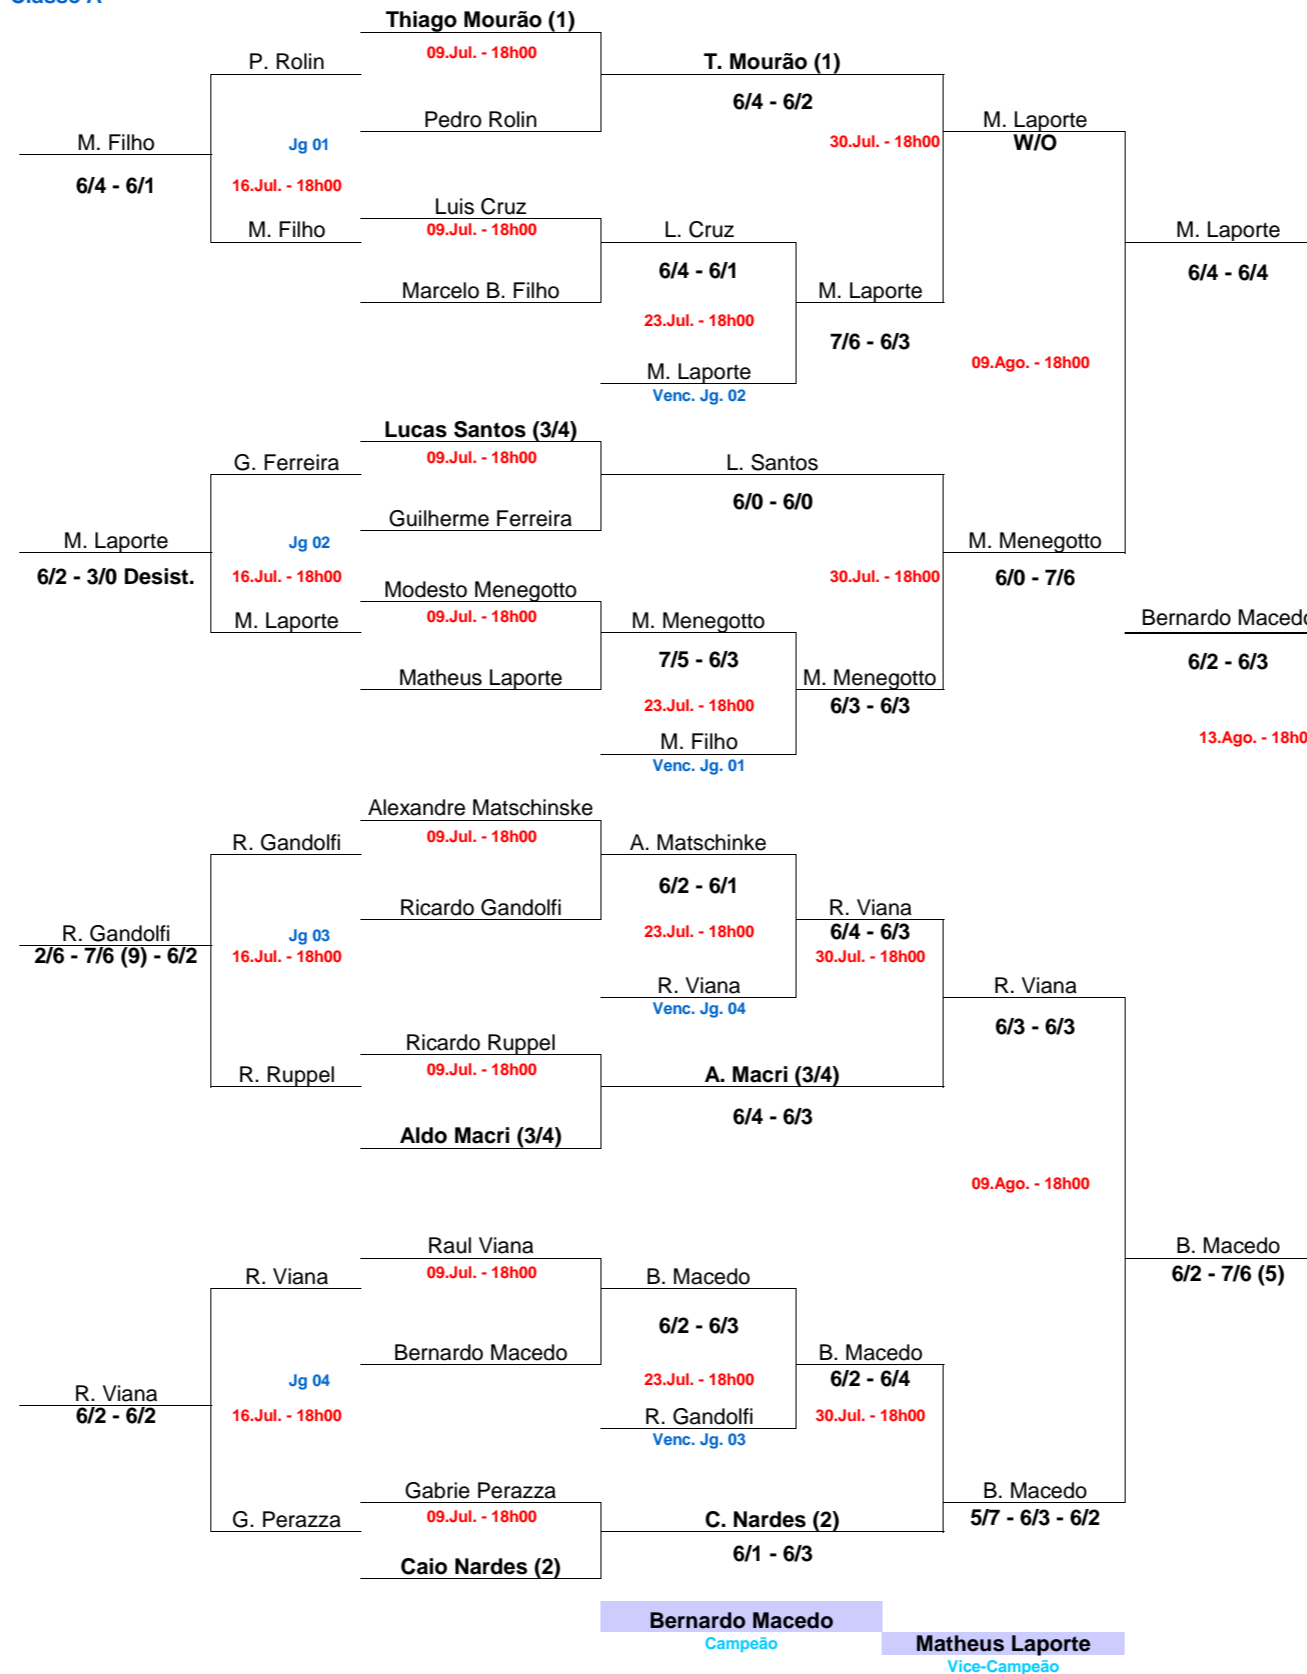 Classe A
Thiago Mourão (1)
09.Jul. - 18h00
P. Rolin
T. Mourão (1)
6/4 - 6/2
Pedro Rolin
M. Laporte
W/O
M. Filho
Jg 01
30.Jul. - 18h00
6/4 - 6/1
16.Jul. - 18h00
Luis Cruz
M. Filho
09.Jul. - 18h00
L. Cruz
M. Laporte
6/4 - 6/1
6/4 - 6/4
Marcelo B. Filho
M. Laporte
23.Jul. - 18h00
7/6 - 6/3
09.Ago. - 18h00
M. Laporte
Venc. Jg. 02
Lucas Santos (3/4)
09.Jul. - 18h00
G. Ferreira
L. Santos
6/0 - 6/0
Guilherme Ferreira
M. Laporte
Jg 02
M. Menegotto
6/2 - 3/0 Desist.
16.Jul. - 18h00
30.Jul. - 18h00
6/0 - 7/6
Modesto Menegotto
M. Laporte
09.Jul. - 18h00
M. Menegotto
Bernardo Macedo
7/5 - 6/3
6/2 - 6/3
Matheus Laporte
M. Menegotto
23.Jul. - 18h00
6/3 - 6/3
M. Filho
13.Ago. - 18h0
Venc. Jg. 01
Alexandre Matschinske
09.Jul. - 18h00
R. Gandolfi
A. Matschinke
6/2 - 6/1
Ricardo Gandolfi
R. Viana
R. Gandolfi
Jg 03
23.Jul. - 18h00
6/4 - 6/3
2/6 - 7/6 (9) - 6/2
16.Jul. - 18h00
30.Jul. - 18h00
R. Viana
R. Viana
Venc. Jg. 04
6/3 - 6/3
Ricardo Ruppel
R. Ruppel
09.Jul. - 18h00
A. Macri (3/4)
6/4 - 6/3
Aldo Macri (3/4)
09.Ago. - 18h00
Raul Viana
B. Macedo
R. Viana
09.Jul. - 18h00
B. Macedo
6/2 - 7/6 (5)
6/2 - 6/3
Bernardo Macedo
B. Macedo
R. Viana
Jg 04
23.Jul. - 18h00
6/2 - 6/4
6/2 - 6/2
16.Jul. - 18h00
R. Gandolfi
30.Jul. - 18h00
Venc. Jg. 03
Gabrie Perazza
B. Macedo
G. Perazza
09.Jul. - 18h00
C. Nardes (2)
5/7 - 6/3 - 6/2
6/1 - 6/3
Caio Nardes (2)
Bernardo Macedo
Campeão
Matheus Laporte
Vice-Campeão